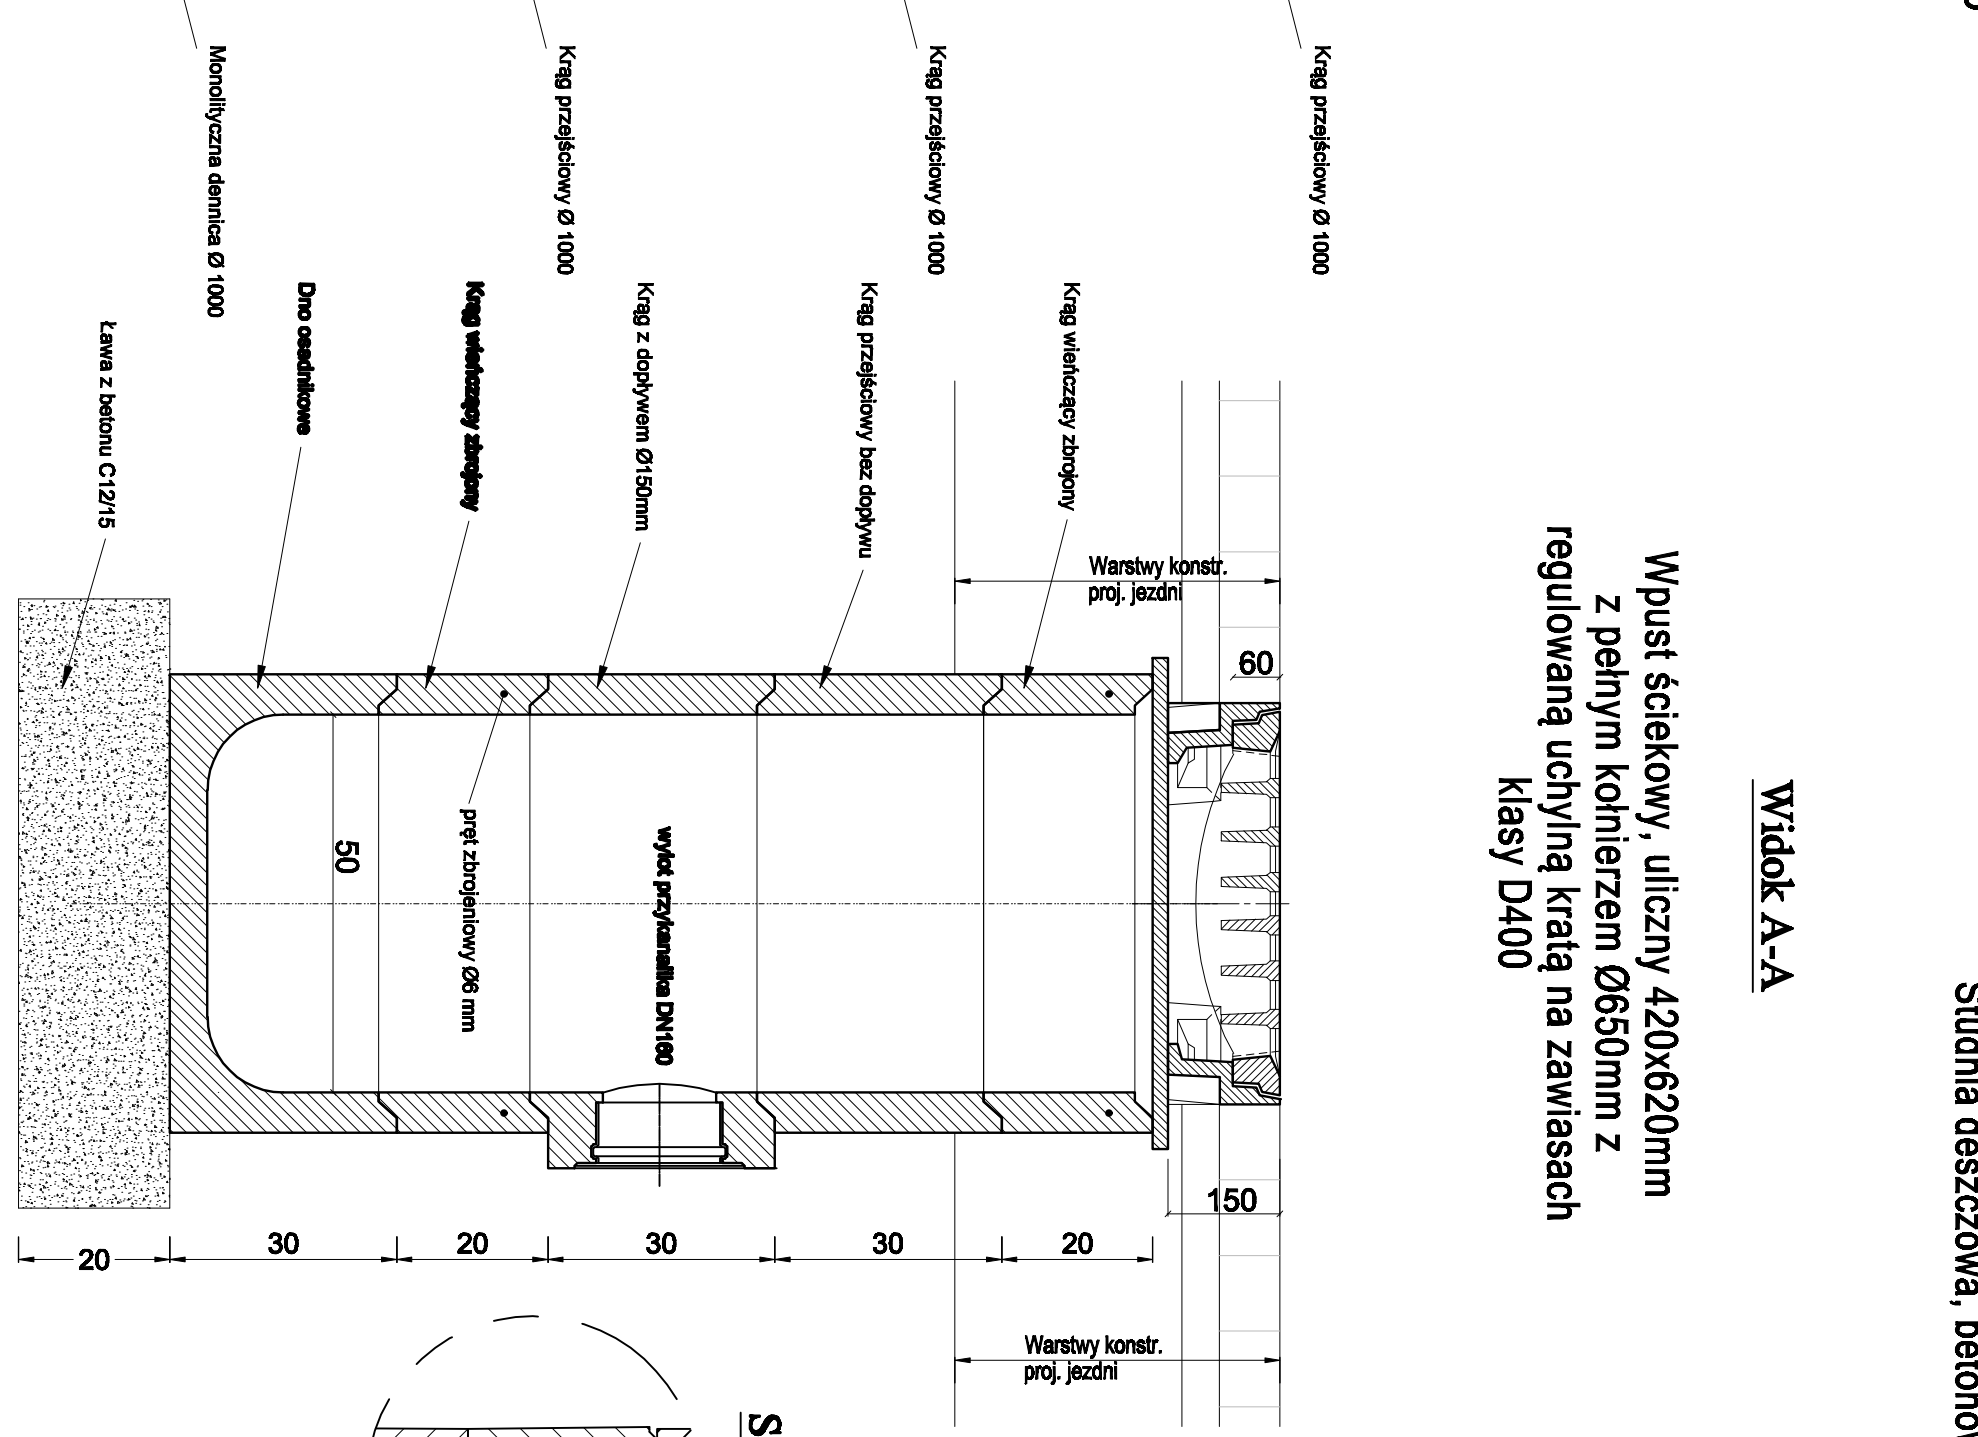 Studnia deszczowa, betonow
Widok A-A
Wpust ściekowy, uliczny 420x620mm
z pełnym kołnierzem Ø650mm z
regulowaną uchylną kratą na zawiasach
klasy D400
Krąg przejściowy Ø 1000
Krąg przejściowy Ø 1000
Krąg przejściowy Ø 1000
Monolityczna dennica Ø 1000
Krąg wieńczący zbrojony
Krąg przejściowy bez dopływu
Krąg z dopływem Ø150mm
Krąg wieńczący zbrojony
Dno osadnikowe
Ława z betonu C12/15
Warstwy konstr.
proj. jezdni
60
150
50
pręt zbrojeniowy Ø6 mm
wylot przykanalika DN160
20
30
20
30
30
20
Warstwy konstr.
proj. jezdni
S